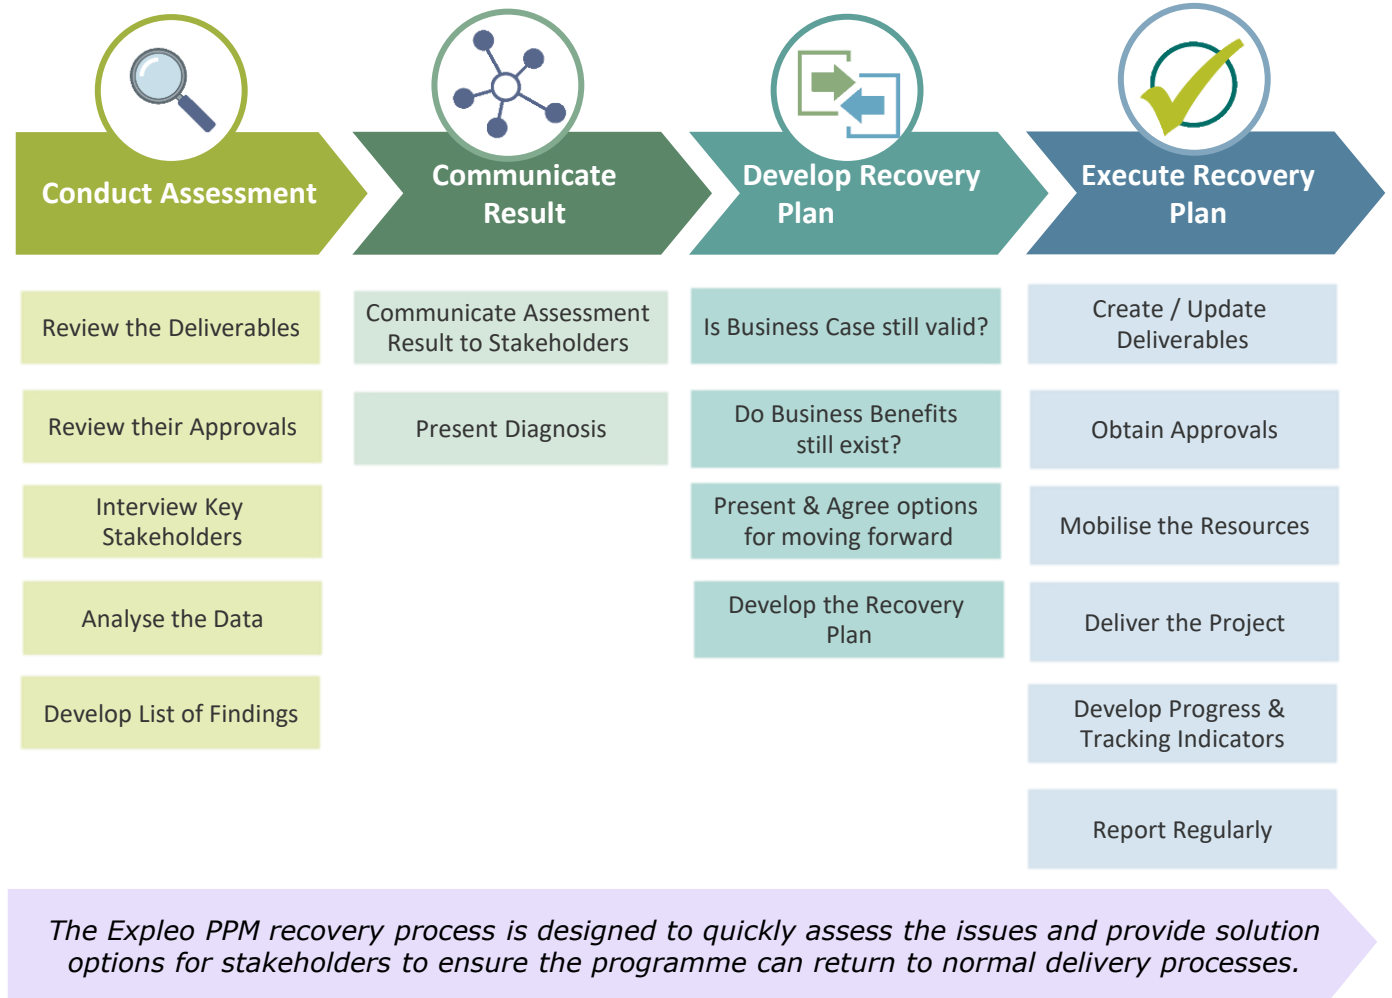 Conduct Assessment
Communicate
Result
Develop Recovery
Plan
Execute Recovery
Plan
Review the Deliverables
Review their Approvals
Interview Key
Stakeholders
Analyse the Data
Develop List of Findings
Communicate Assessment
Result to Stakeholders
Present Diagnosis
Is Business Case still valid?
Do Business Benefits
still exist?
Present & Agree options
for moving forward
Develop the Recovery
Plan
Create / Update
Deliverables
Obtain Approvals
Mobilise the Resources
Deliver the Project
Develop Progress &
Tracking Indicators
Report Regularly
The Expleo PPM recovery process is designed to quickly assess the issues and provide solution
options for stakeholders to ensure the programme can return to normal delivery processes.